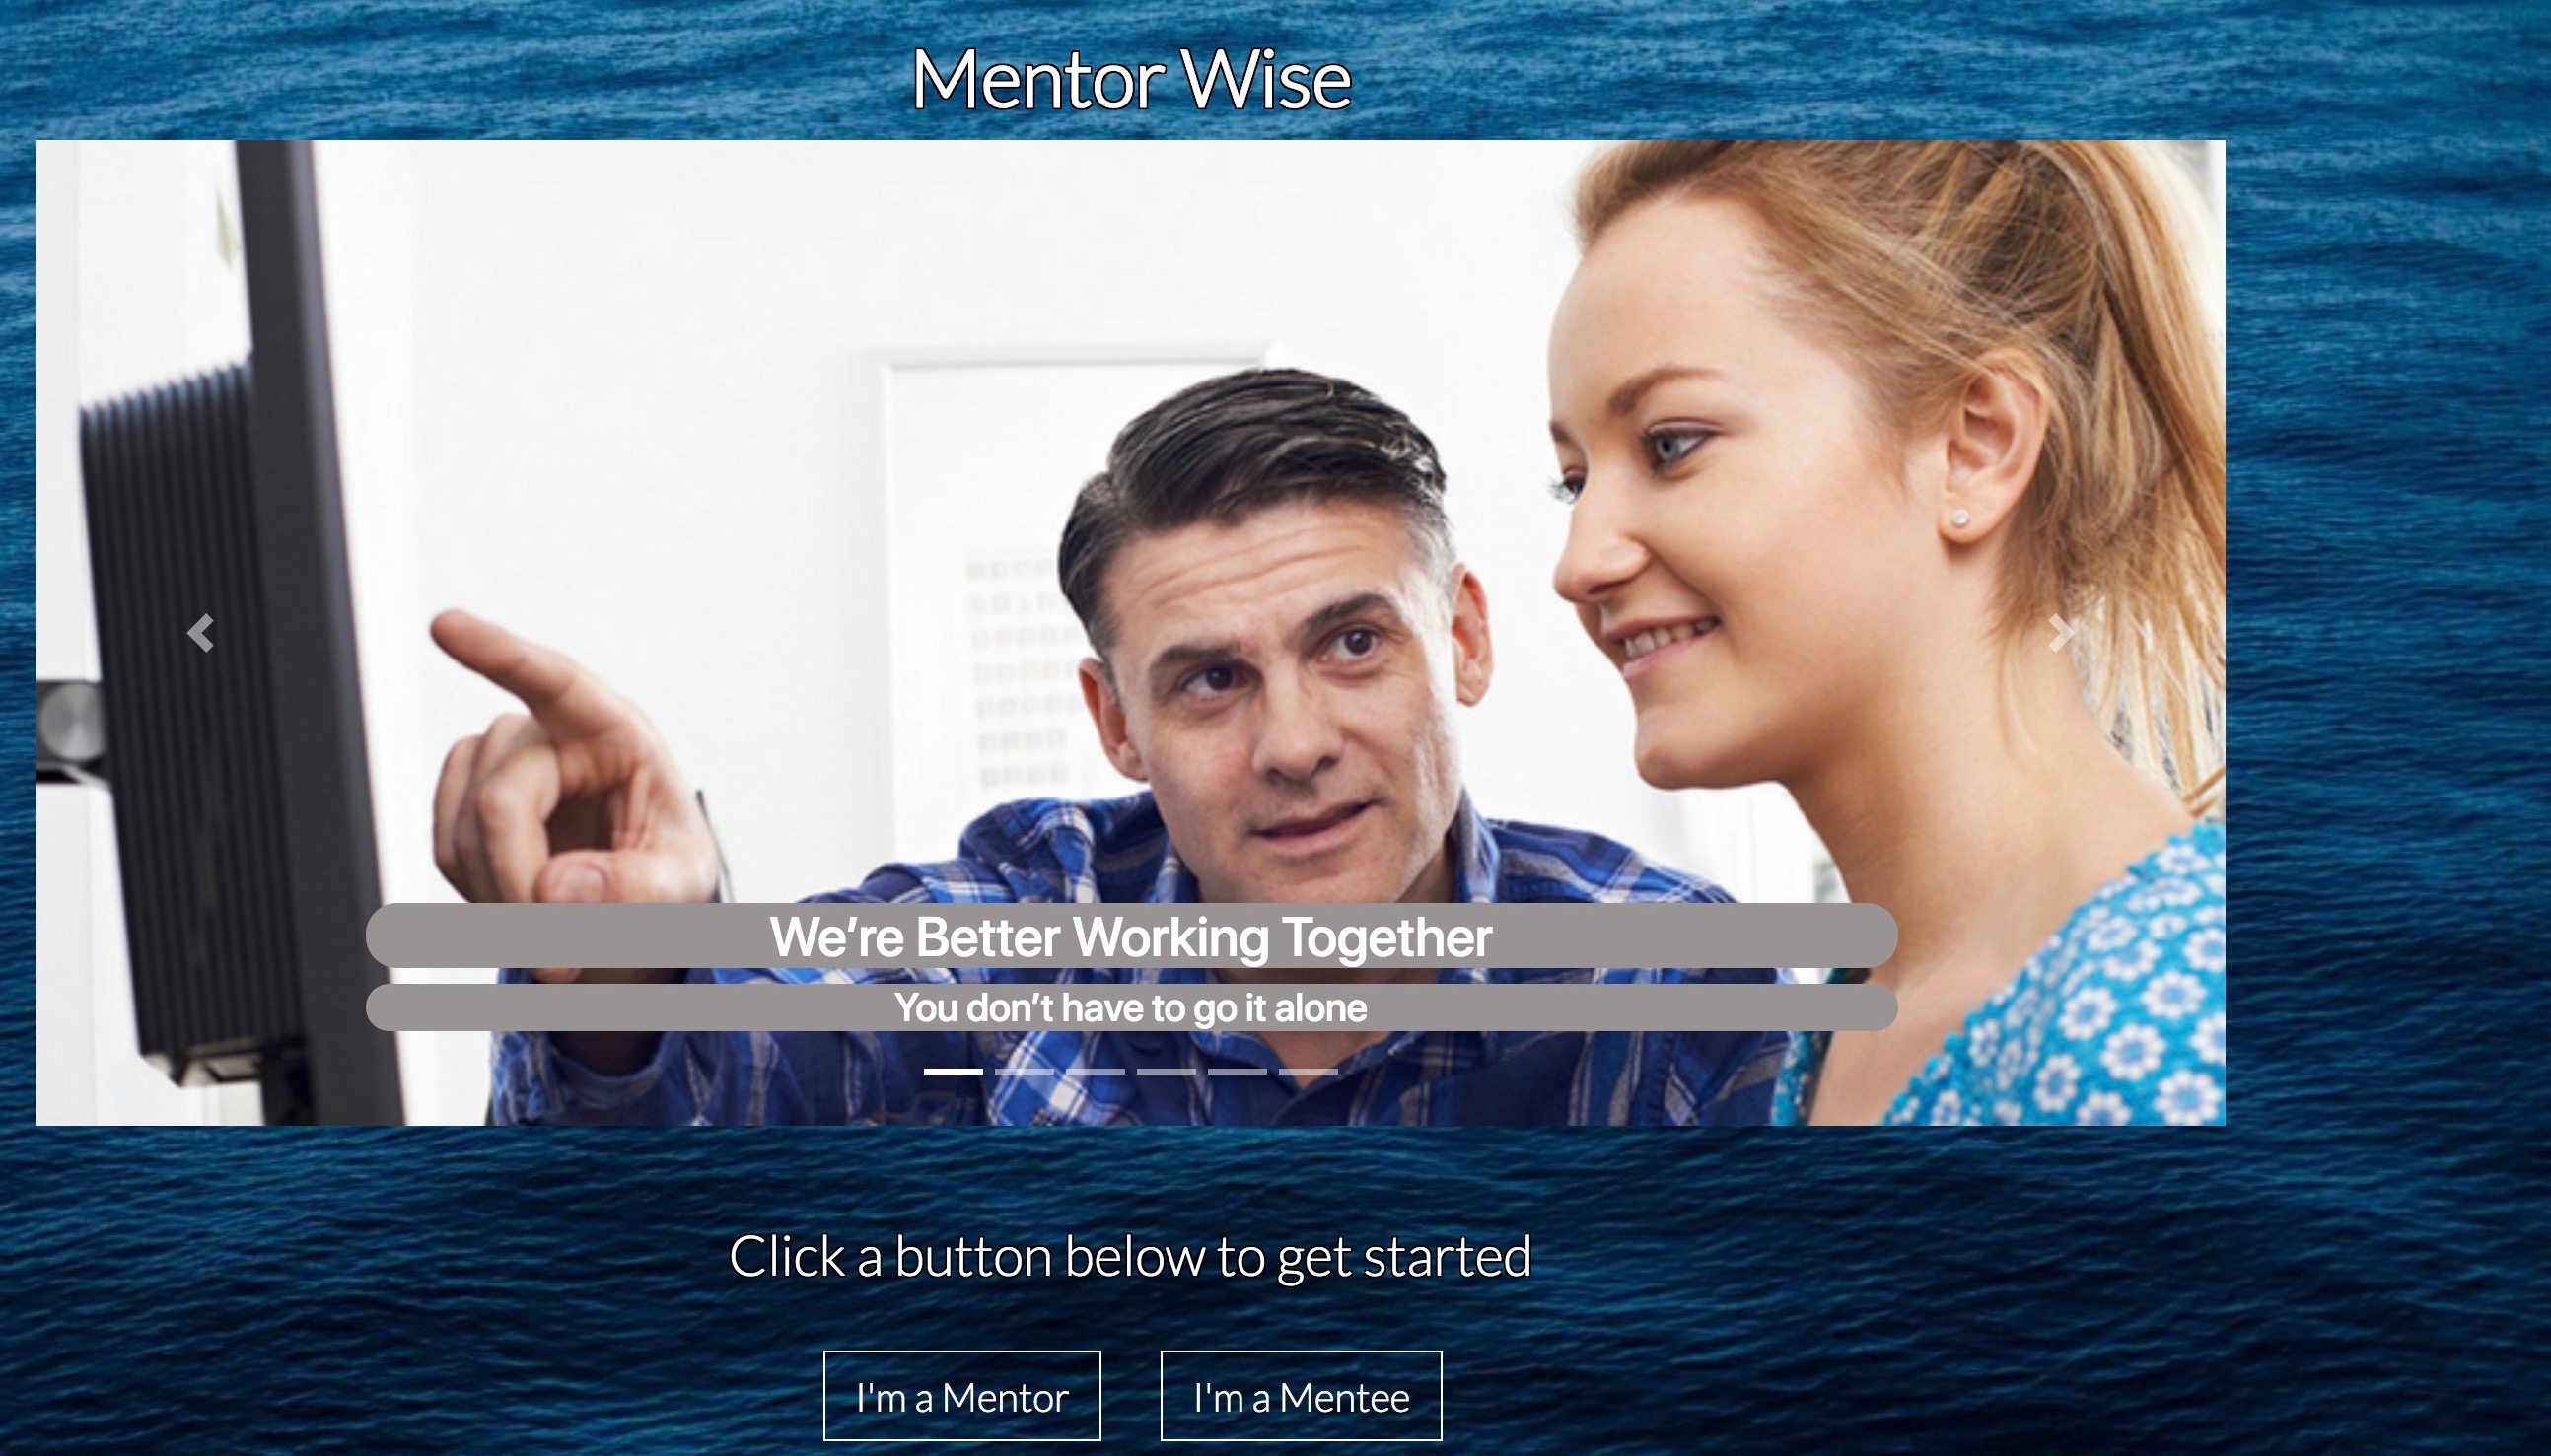 Mentor Wise
We’re Better Working Together
You don’t have to go it alone
Click a button below to get started
I'm a Mentor
I'm a Mentee